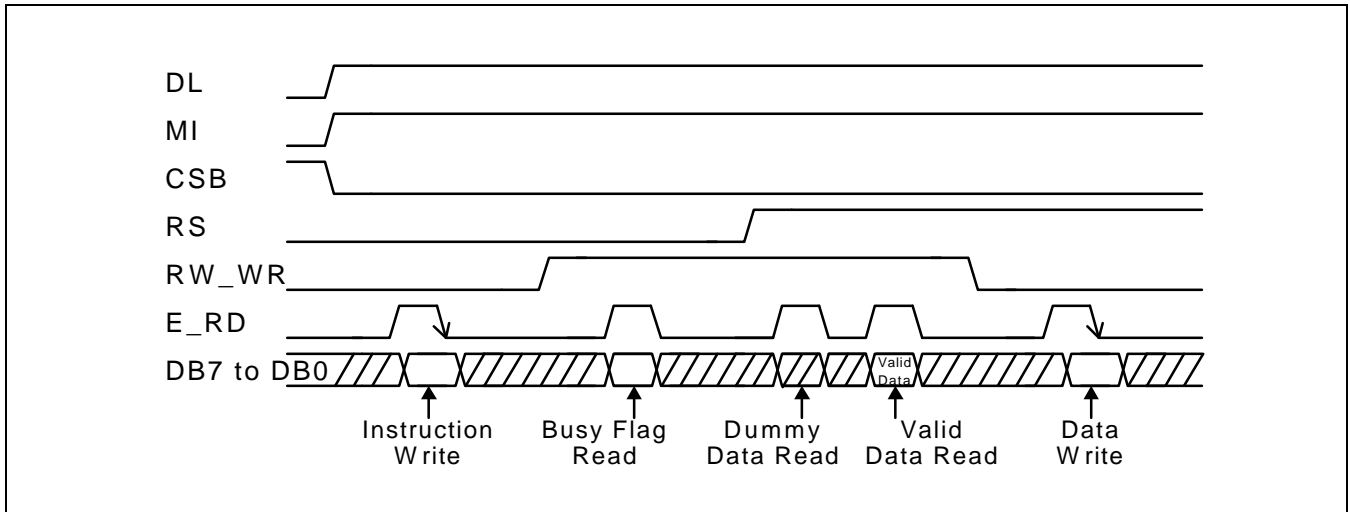 DL
MI
CSB
RS
RW_WR
E_RD
DB7 to DB0
Valid
Data
Instruction
Write
Busy Flag
Read
Dummy
Data Read
Valid
Data Read
Data
Write